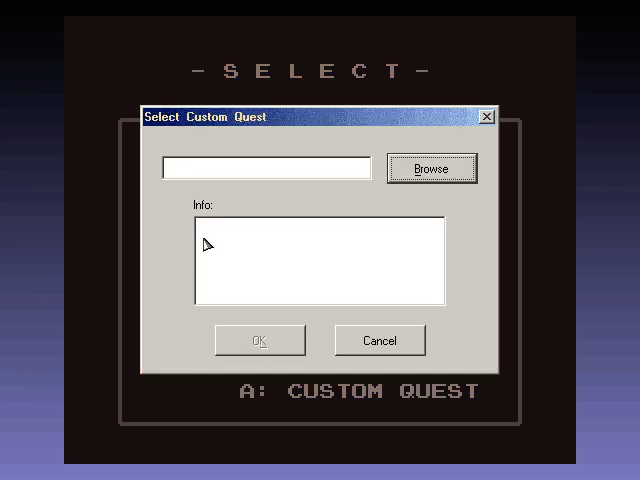 - S E L E C T -
Select Custom Quest
Browse
Info:
OK
Cancel
A: CUSTOM QUEST